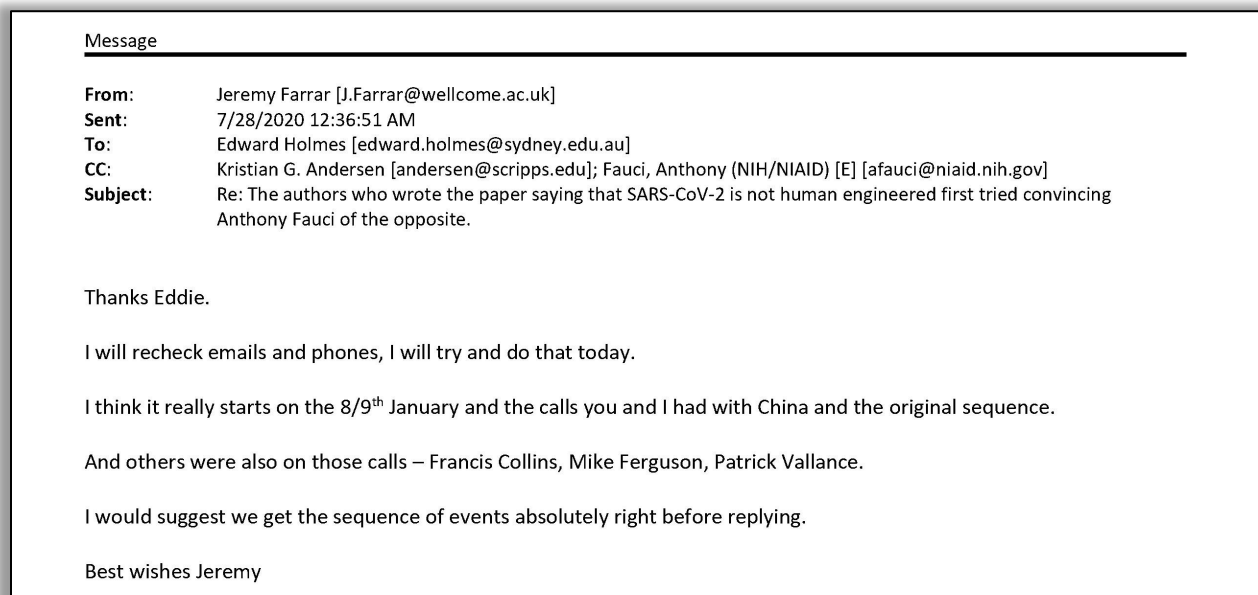 Message
From: Jeremy Farrar [J.Farrar@wellcome.ac.uk]
Sent: 7/28/2020 12:36:51 AM
To: Edward Holmes [edward.holmes@sydney.edu.au]
CC: Kristian G. Andersen [andersen@scripps.edu]; Fauci, Anthony (NIH/NIAID) [E] [afauci@niaid.nih.gov]
Subject: Re: The authors who wrote the paper saying that SARS-CoV-2 is not human engineered first tried convincing
Anthony Fauci of the opposite.
Thanks Eddie.
I will recheck emails and phones, I will try and do that today.
I think it really starts on the 8/9th January and the calls you and I had with China and the original sequence.
And others were also on those calls – Francis Collins, Mike Ferguson, Patrick Vallance.
I would suggest we get the sequence of events absolutely right before replying.
Best wishes Jeremy